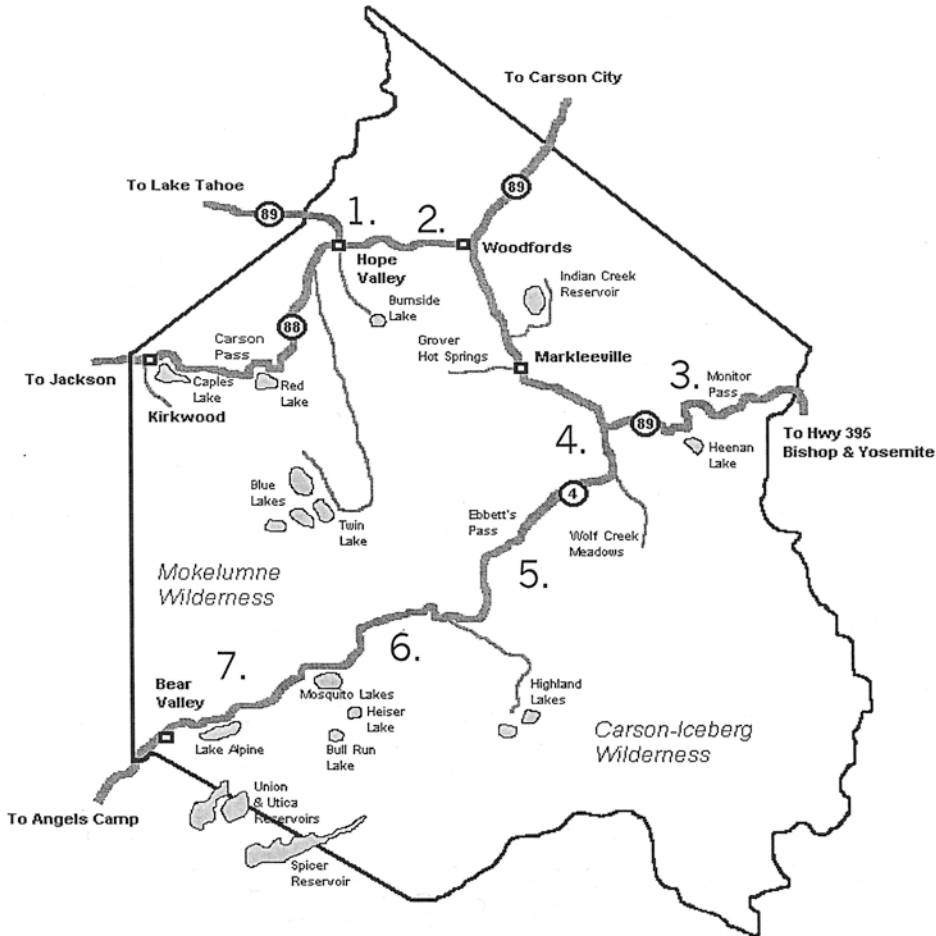 To Carson City
To Lake Tahoe
89
89
1.
2.
Hope
Valley
Woodfords
Indian Creek
Reservoir
Burnside
Lake
88
Carson
Pass
Grover
Hot Springs
Markleeville
To Jackson
Caples
Lake
Red
Lake
Kirkwood
3.
Monitor
Pass
89
To Hwy 395
Bishop & Yosemite
Heenan
Lake
4.
4
Blue
Lakes
Twin
Lake
Ebbett's
Pass
Wolf Creek
Meadows
5.
Mokelumne
Wilderness
6.
7.
Bear
Valley
Mosquito Lakes
Heiser
Lake
Bull Run
Lake
Lake Alpine
Highland
Lakes
Carson-Iceberg
Wilderness
To Angels Camp
Union
& Utica
Reservoirs
Spicer
Reservoir